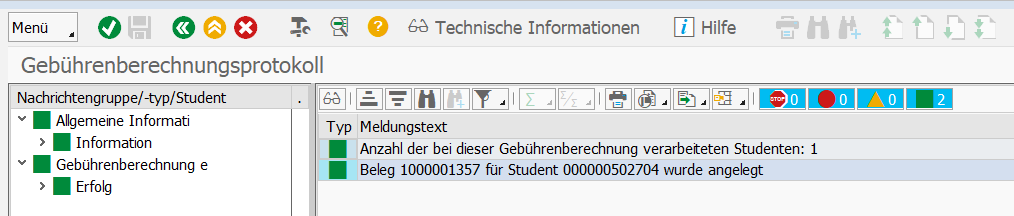 Menü
Technische Informationen
Hilfe
Gebührenberechnungsprotokoll
Nachrichtengruppe/-typ/Student .
Allgemeine Informati
Information
Gebührenberechnung e
Erfolg
STOP 0 0 0 2
Typ Meldungstext
Anzahl der bei dieser Gebührenberechnung verarbeiteten Studenten: 1
Beleg 1000001357 für Student 000000502704 wurde angelegt